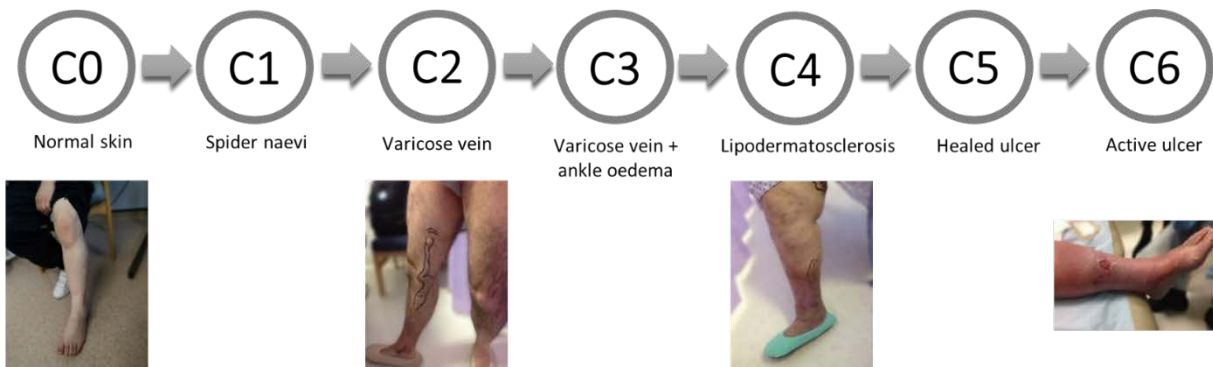 C0
C1
C2
C3
C4
C5
C6
Normal skin
Spider naevi
Varicose vein
Varicose vein +
ankle oedema
Lipodermatosclerosis
Healed ulcer
Active ulcer